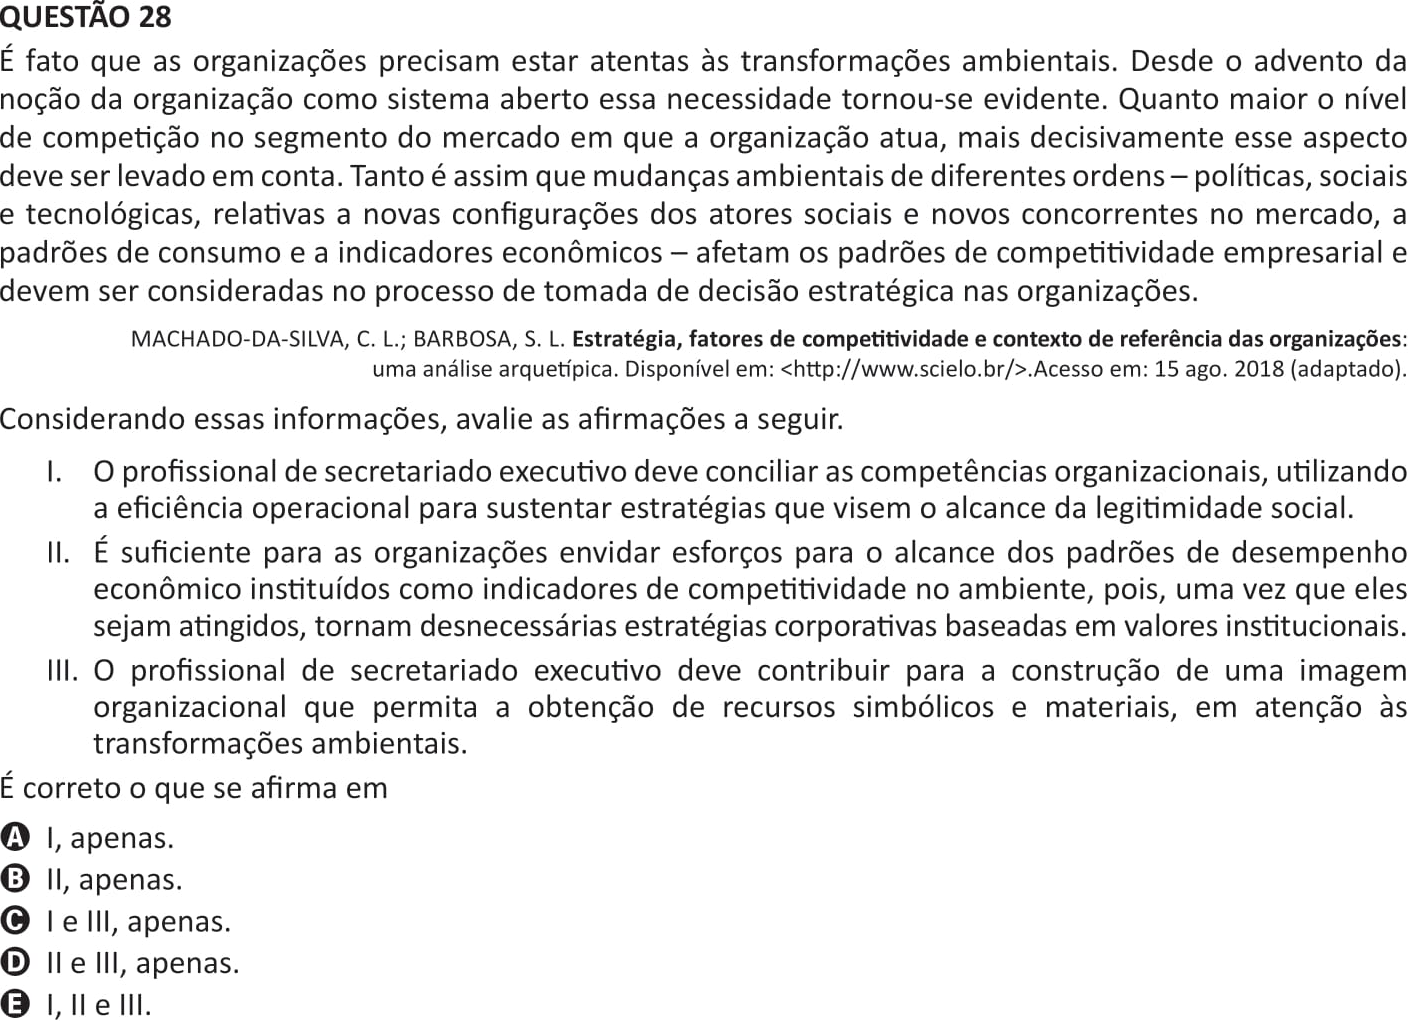 QUESTÃO 28
É fato que as organizações precisam estar atentas às transformações ambientais. Desde o advento da
noção da organização como sistema aberto essa necessidade tornou-se evidente. Quanto maior o nível
de competição no segmento do mercado em que a organização atua, mais decisivamente esse aspecto
deve ser levado em conta. Tanto é assim que mudanças ambientais de diferentes ordens – políticas, sociais
e tecnológicas, relativas a novas configurações dos atores sociais e novos concorrentes no mercado, a
padrões de consumo e a indicadores econômicos – afetam os padrões de competitividade empresarial e
devem ser consideradas no processo de tomada de decisão estratégica nas organizações.
MACHADO-DA-SILVA, C. L.; BARBOSA, S. L. Estratégia, fatores de competitividade e contexto de referência das organizações:
uma análise arquetípica. Disponível em: <http://www.scielo.br/>.Acesso em: 15 ago. 2018 (adaptado).
Considerando essas informações, avalie as afirmações a seguir.
I. O profissional de secretariado executivo deve conciliar as competências organizacionais, utilizando
a eficiência operacional para sustentar estratégias que visem o alcance da legitimidade social.
II. É suficiente para as organizações envidar esforços para o alcance dos padrões de desempenho
econômico instituídos como indicadores de competitividade no ambiente, pois, uma vez que eles
sejam atingidos, tornam desnecessárias estratégias corporativas baseadas em valores institucionais.
III. O profissional de secretariado executivo deve contribuir para a construção de uma imagem
organizacional que permita a obtenção de recursos simbólicos e materiais, em atenção às
transformações ambientais.
É correto o que se afirma em
A I, apenas.
B II, apenas.
C I e III, apenas.
D II e III, apenas.
E I, II e III.